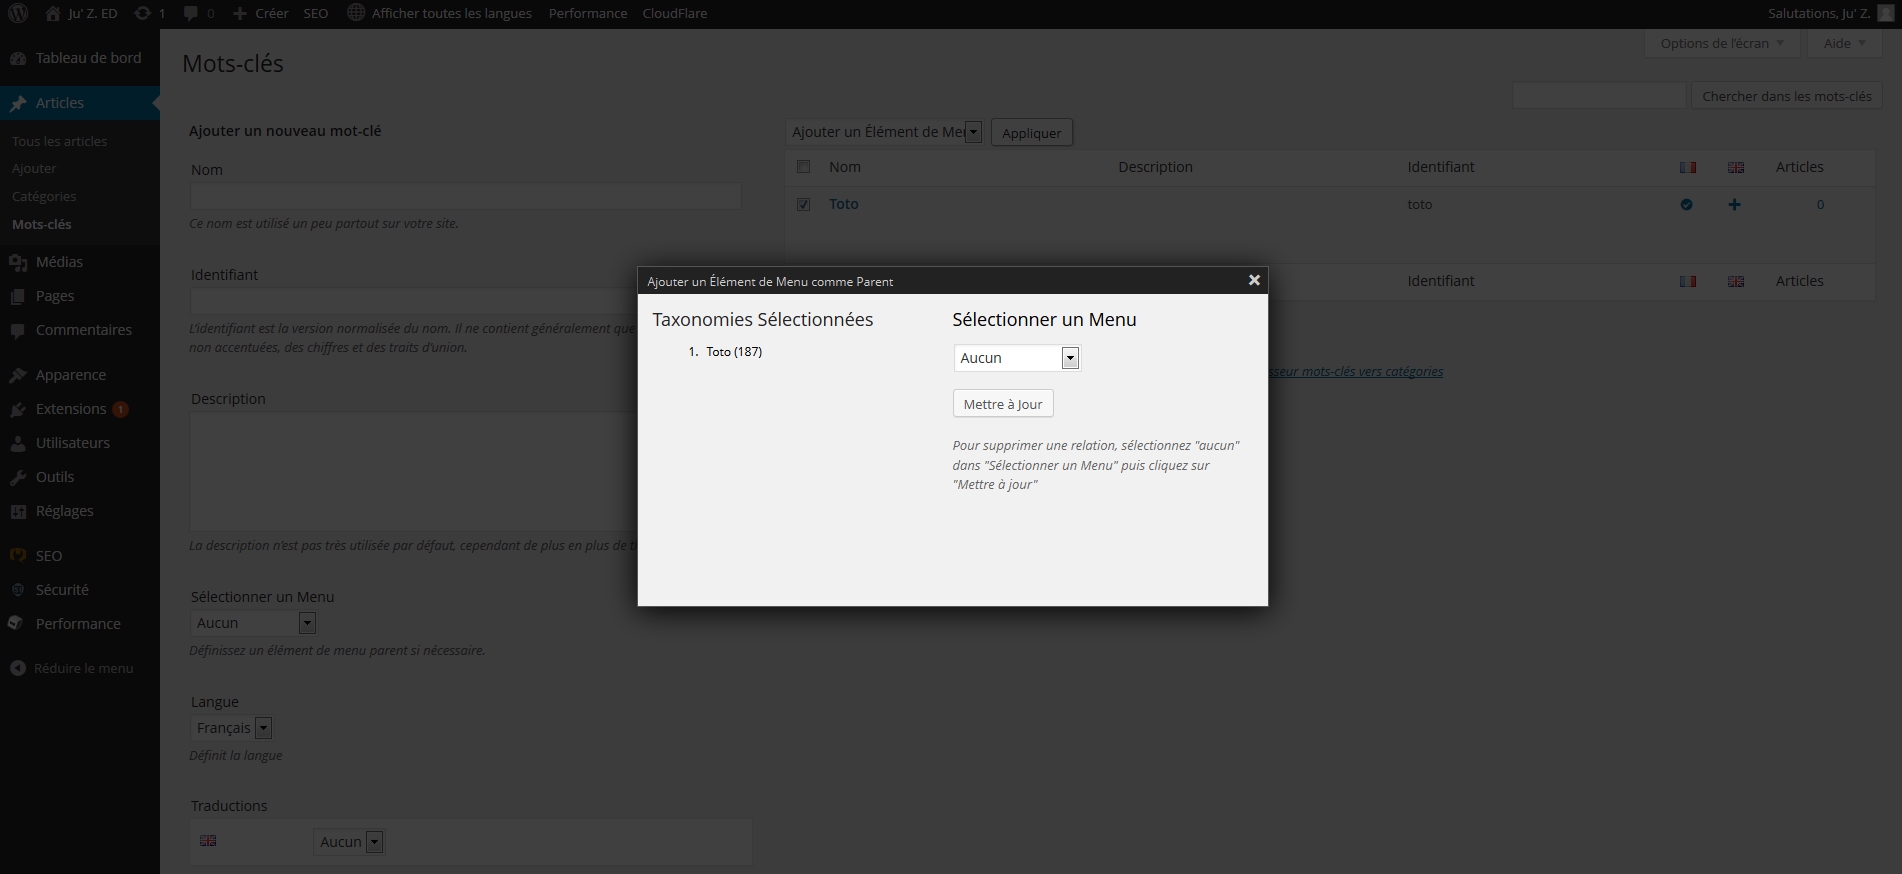 Ju' Z. ED
1
0
Créer
SEO
Afficher toutes les langues
Performance
CloudFlare
Salutations, Ju' Z.
Tableau de bord
Articles
Tous les articles
Ajouter
Catégories
Mots-clés
Médias
Pages
Commentaires
Apparence
Extensions 1
Utilisateurs
Outils
Réglages
SEO
Sécurité
Performance
Réduire le menu
Options de l'écran
Aide
Mots-clés
Chercher dans les mots-clés
Ajouter un nouveau mot-clé
Nom
Ce nom est utilisé un peu partout sur votre site.
Identifiant
L'identifiant est la version normalisée du nom. Il ne contient généralement que
non accentuées, des chiffres et des traits d'union.
Description
La description n'est pas très utilisée par défaut, cependant de plus en plus de
Sélectionner un Menu
Aucun
Définissez un élément de menu parent si nécessaire.
Langue
Français
Définit la langue
Traductions
Aucun
Ajouter un Élément de Me
Appliquer
Nom Description Identifiant Articles
Toto toto 0
Identifiant Articles
sseur mots-clés vers catégories
Ajouter un Élément de Menu comme Parent
Taxonomies Sélectionnées
1. Toto (187)
Sélectionner un Menu
Aucun
Mettre à Jour
Pour supprimer une relation, sélectionnez "aucun"
dans "Sélectionner un Menu" puis cliquez sur
"Mettre à jour"